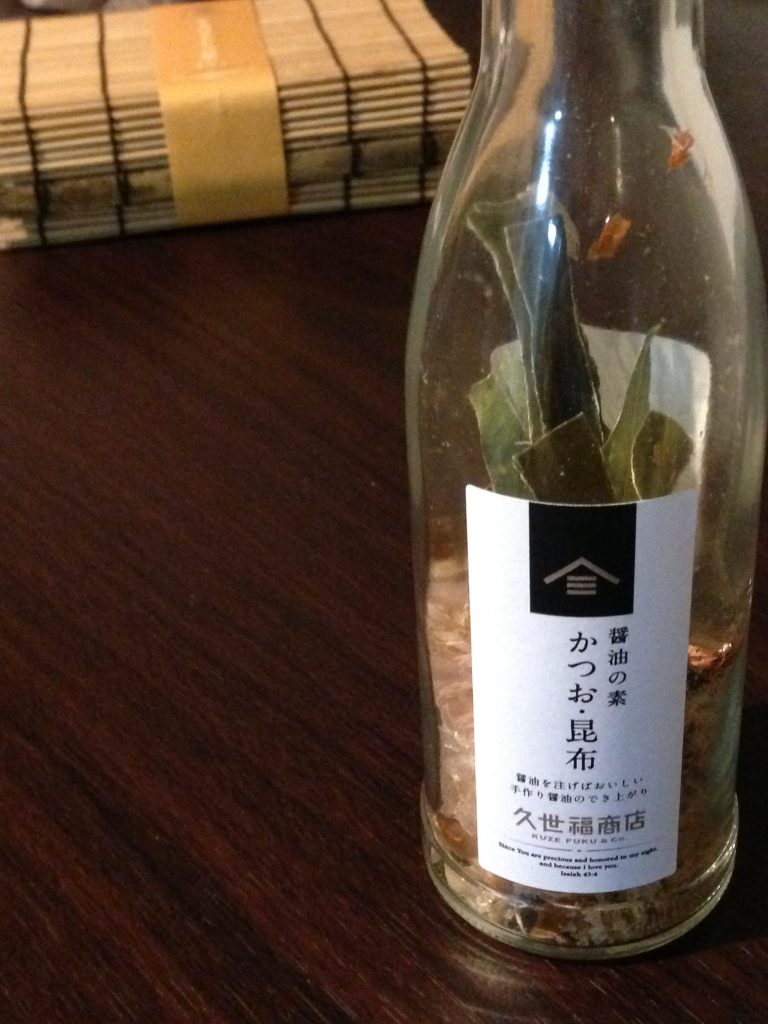 醤油の素
かつお・昆布
醤油を注げばおいしい
手作り醤油のでき上がり
久世福商店
KUZE FUKU & Co.
Since You are precious and honored in my sight,
and because I love you.
Isaiah 43:4